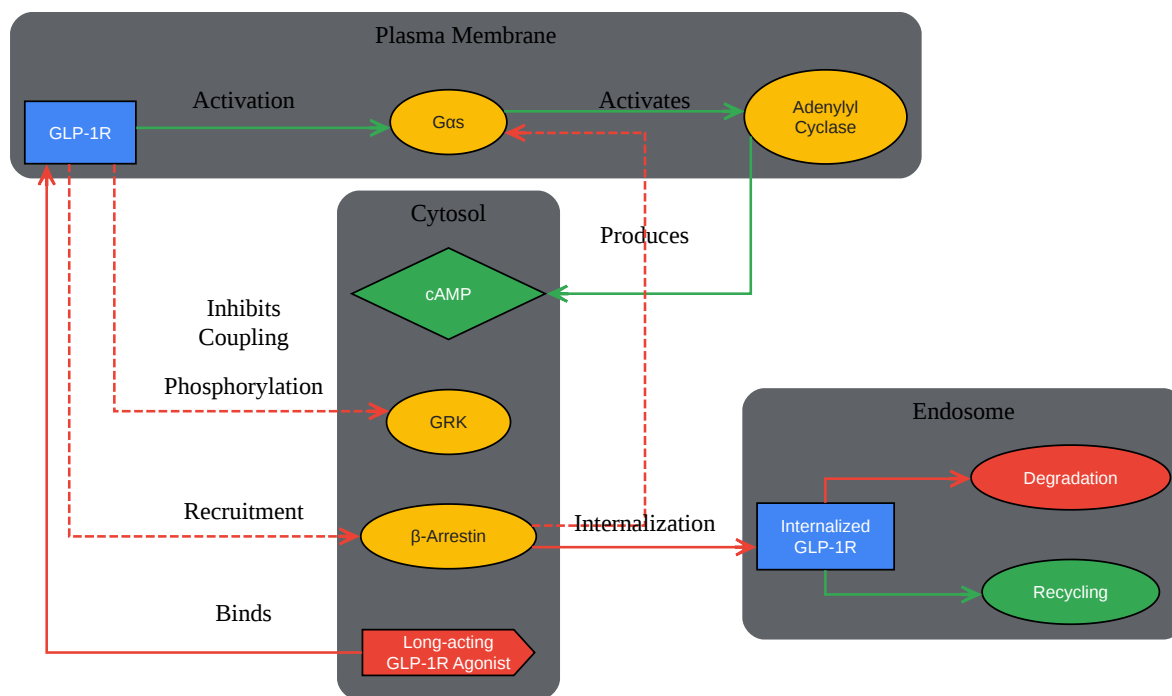 Plasma Membrane
Activation
Activates
GLP-1R
Gαs
Adenylyl
Cyclase
Cytosol
Produces
cAMP
Inhibits
Coupling
Phosphorylation
GRK
Endosome
Degradation
Recruitment
β-Arrestin
Internalization
Internalized
GLP-1R
Recycling
Binds
Long-acting
GLP-1R Agonist